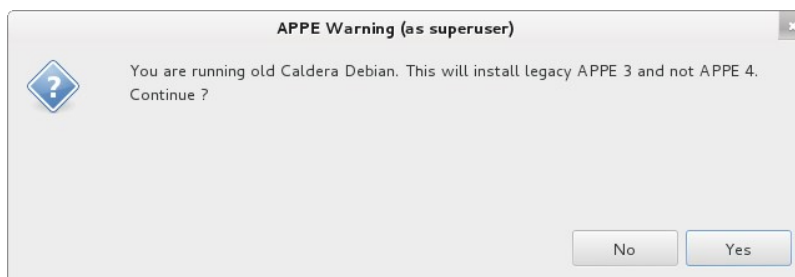 APPE Warning (as superuser)
You are running old Caldera Debian. This will install legacy APPE 3 and not APPE 4.
Continue ?
No
Yes